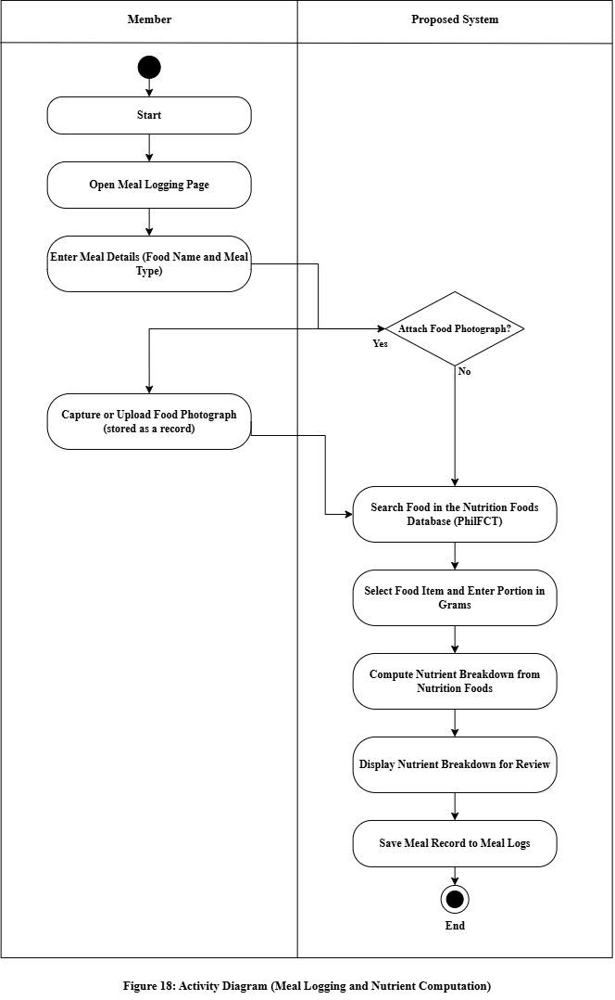 Member
Proposed System
Start
Open Meal Logging Page
Enter Meal Details (Food Name and Meal
Type)
Attach Food Photograph?
Yes
No
Capture or Upload Food Photograph
(stored as a record)
Search Food in the Nutrition Foods
Database (PhilFCT)
Select Food Item and Enter Portion in
Grams
Compute Nutrient Breakdown from
Nutrition Foods
Display Nutrient Breakdown for Review
Save Meal Record to Meal Logs
End
Figure 18: Activity Diagram (Meal Logging and Nutrient Computation)